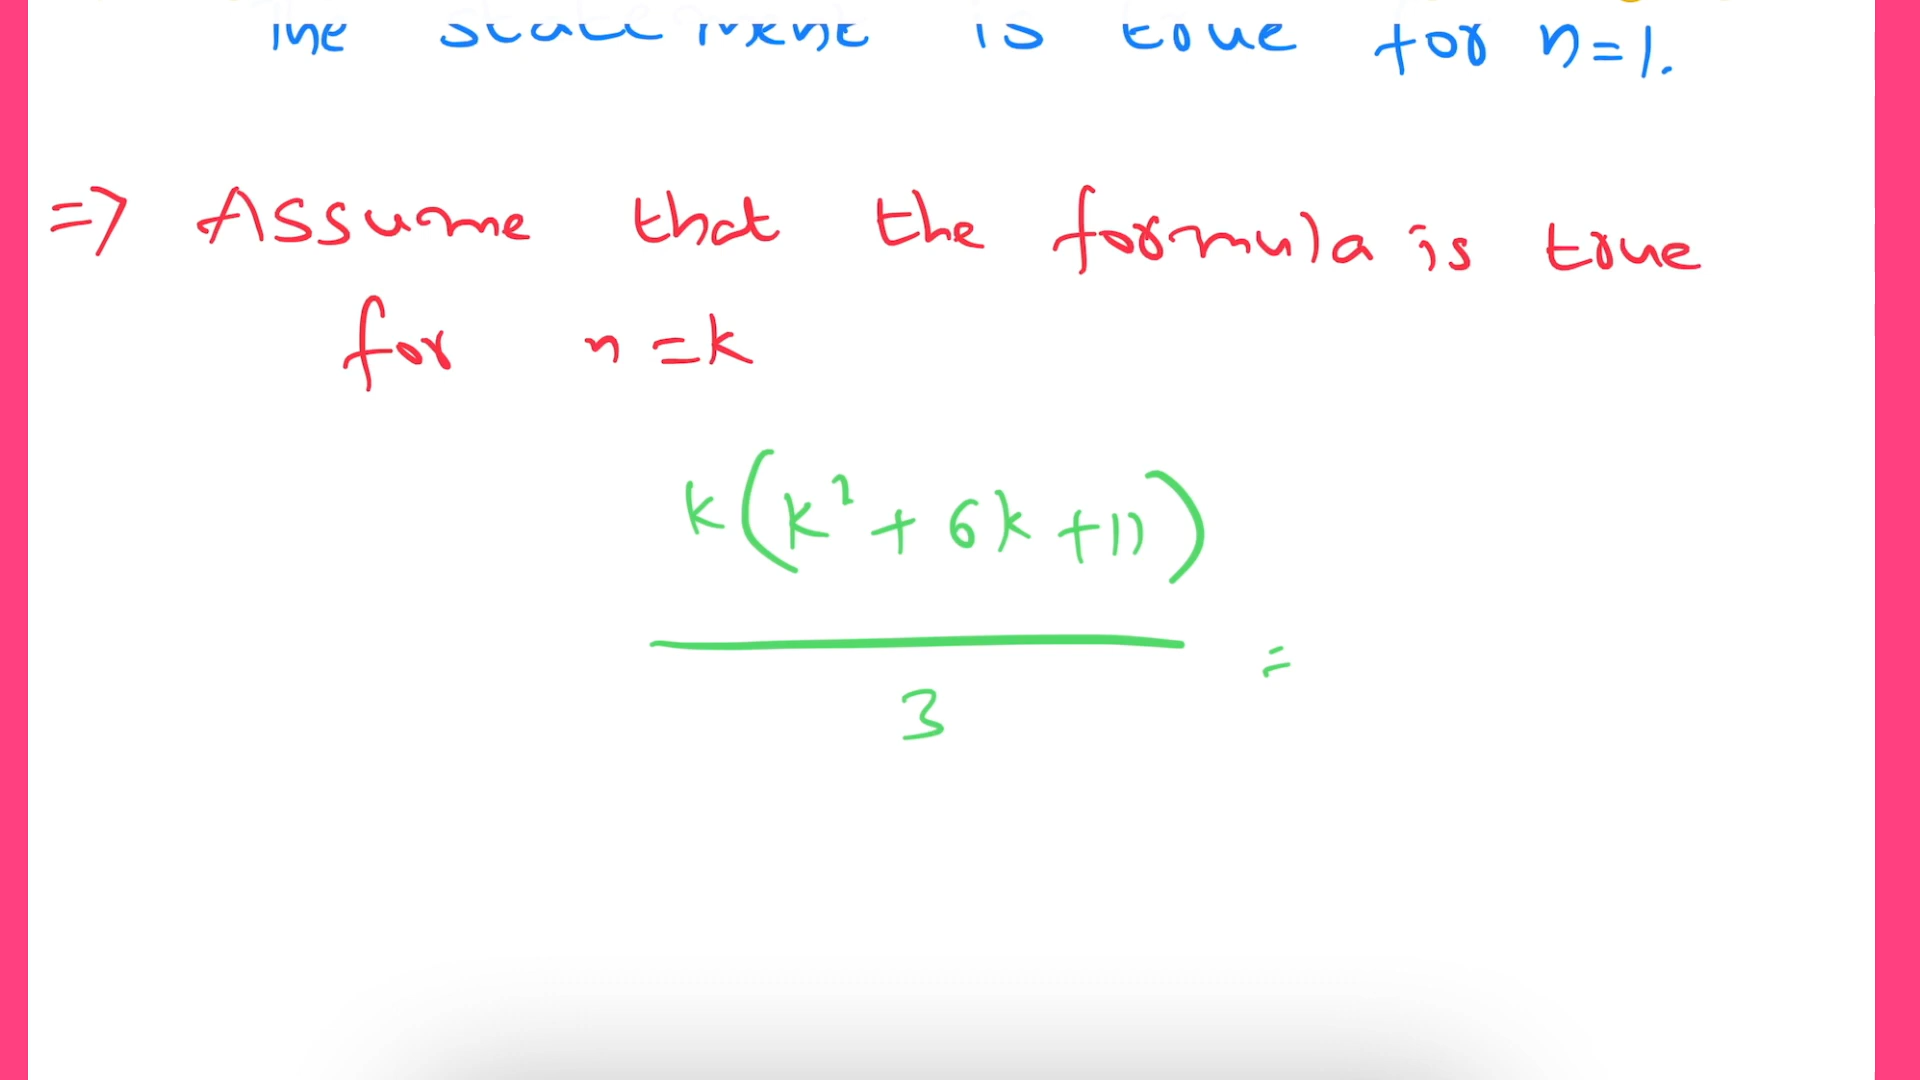 The statement is true for n=1.
=> Assume that the formula is true
for n=k
k(k²+6k+11)
3 =